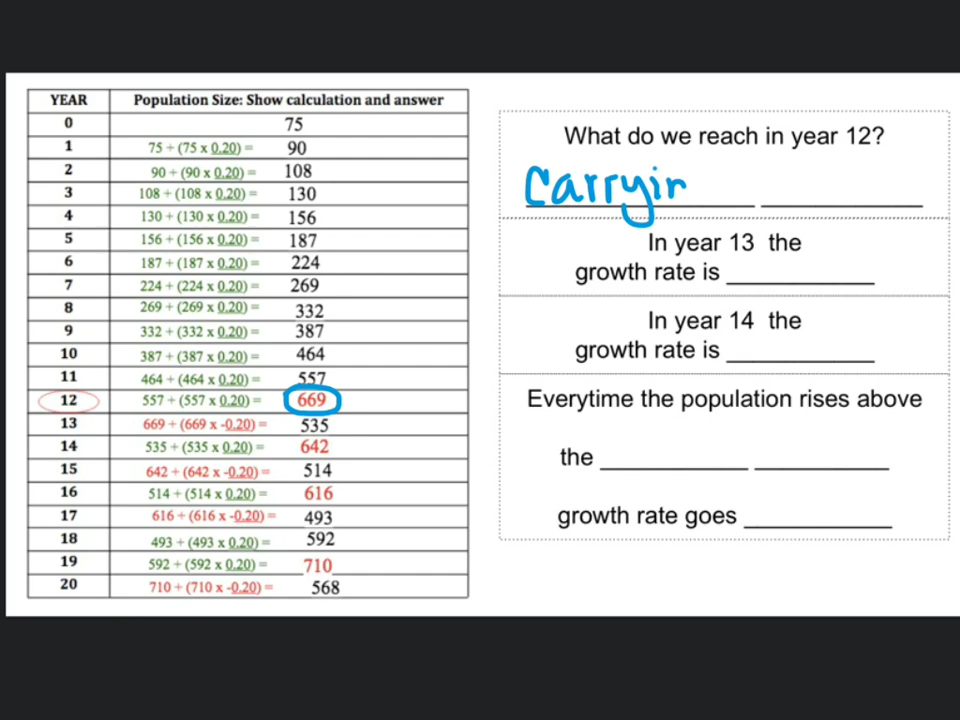 YEAR Population Size: Show calculation and answer
0 75
1 75 + (75 x 0.20) = 90
2 90 + (90 x 0.20) = 108
3 108 + (108 x 0.20) = 130
4 130 + (130 x 0.20) = 156
5 156 + (156 x 0.20) = 187
6 187 + (187 x 0.20) = 224
7 224 + (224 x 0.20) = 269
8 269 + (269 x 0.20) = 332
9 332 + (332 x 0.20) = 387
10 387 + (387 x 0.20) = 464
11 464 + (464 x 0.20) = 557
12 557 + (557 x 0.20) = 669
13 669 + (669 x -0.20) = 535
14 535 + (535 x 0.20) = 642
15 642 + (642 x -0.20) = 514
16 514 + (514 x 0.20) = 616
17 616 + (616 x -0.20) = 493
18 493 + (493 x 0.20) = 592
19 592 + (592 x 0.20) = 710
20 710 + (710 x -0.20) = 568
What do we reach in year 12?
Carryin
In year 13 the
growth rate is
In year 14 the
growth rate is
Everytime the population rises above
the
growth rate goes